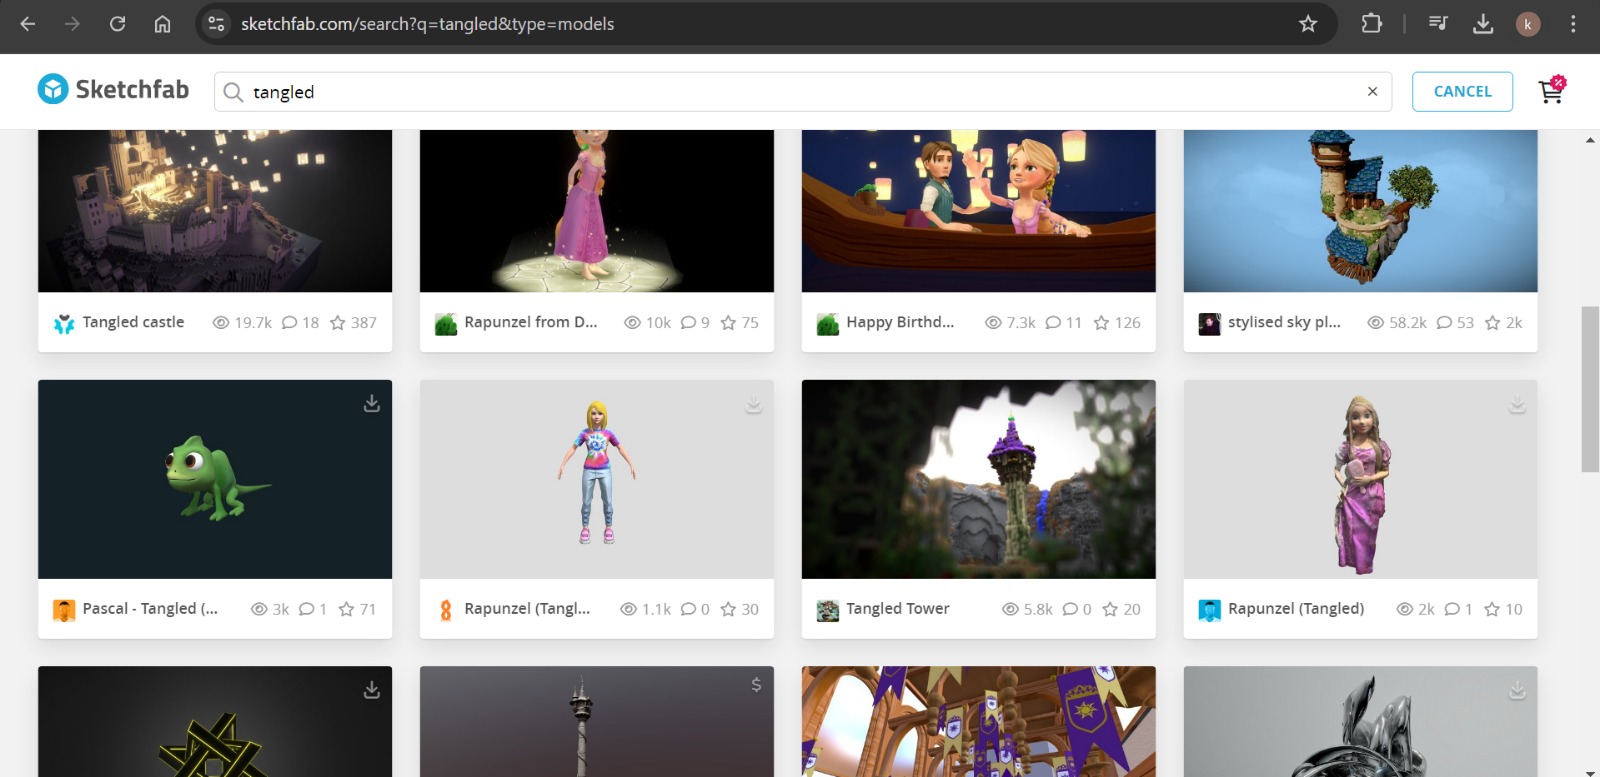 sketchfab.com/search?q=tangled&type=models
k
Sketchfab
tangled
CANCEL
Tangled castle 19.7k 18 387
Rapunzel from D... 10k 9 75
Happy Birthd... 7.3k 11 126
stylised sky pl... 58.2k 53 2k
Pascal - Tangled (... 3k 1 71
Rapunzel (Tangl... 1.1k 0 30
Tangled Tower 5.8k 0 20
Rapunzel (Tangled) 2k 1 10
$